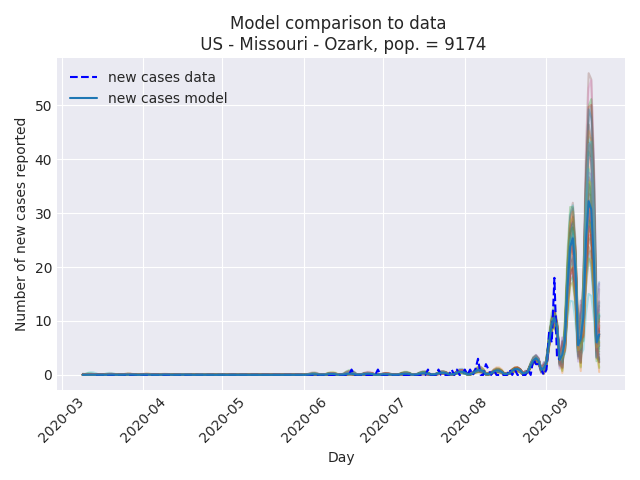 Model comparison to data
US - Missouri - Ozark, pop. = 9174
new cases data
new cases model
Number of new cases reported
50
40
30
20
10
0
2020-03
2020-04
2020-05
2020-06
2020-07
2020-08
2020-09
Day